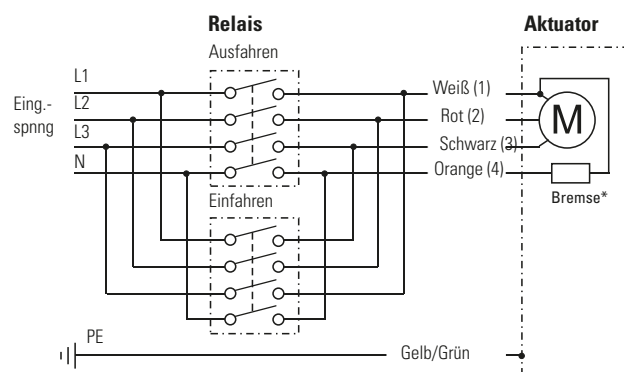 Relais
Aktuator
Ausfahren
Eing.-
spnng
L1
L2
L3
N
Weiß (1)
Rot (2)
Schwarz (3)
Orange (4)
M
Bremse*
Einfahren
PE
Gelb/Grün